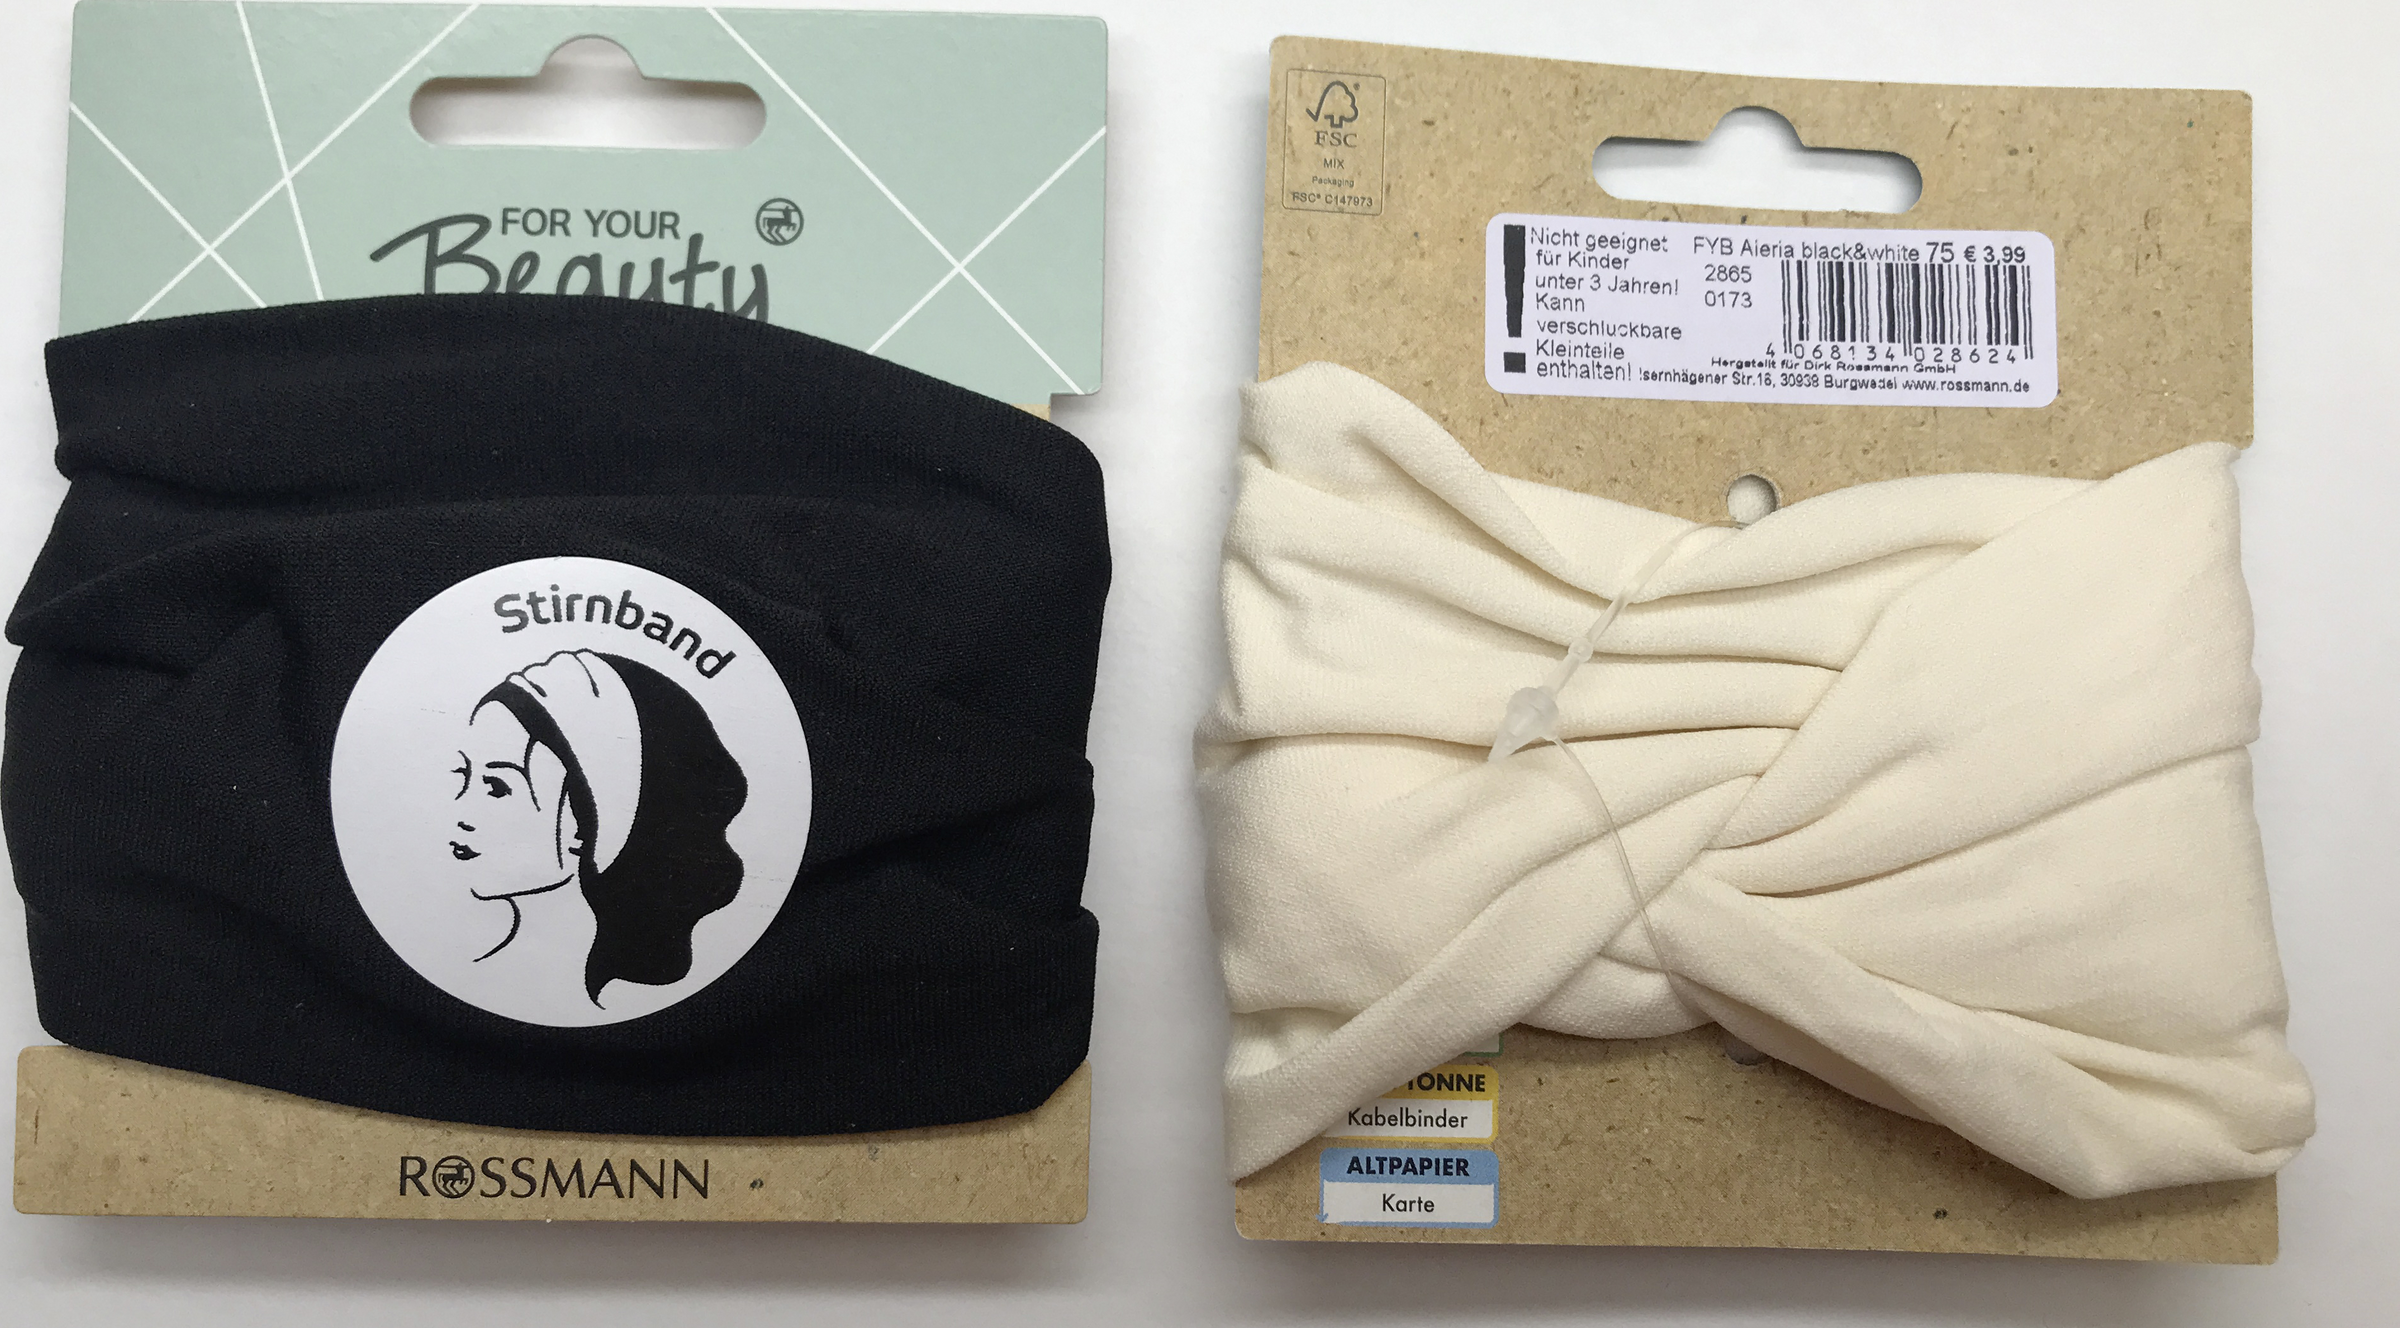 FOR YOUR
Beauty
Stirnband
ROSSMANN
FSC
MIX
Packaging
FSC® C147973
Nicht geeignet
für Kinder
unter 3 Jahren!
Kann
verschluckbare
Kleinteile
enthalten!
FYB Aieria black&white 75 € 3,99
2865
0173
4 068134 028624
Hergestellt für Dirk Rossmann GmbH
Isernhägener Str.16, 30938 Burgwedel www.rossmann.de
TONNE
Kabelbinder
ALTPAPIER
Karte